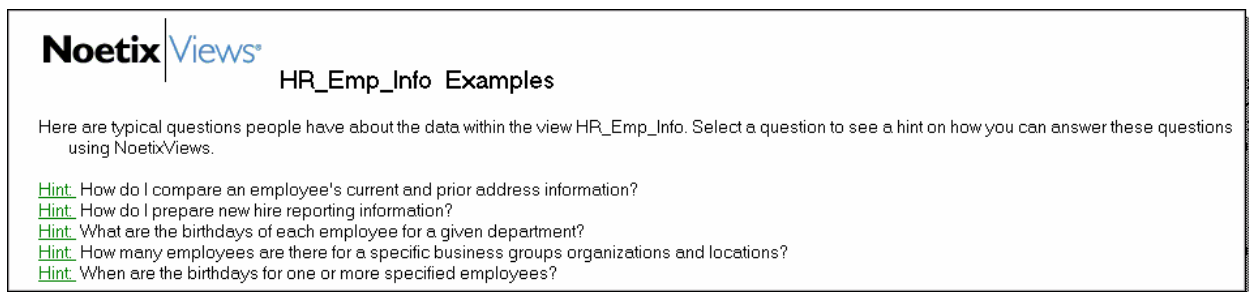 Noetix Views®
HR_Emp_Info Examples
Here are typical questions people have about the data within the view HR_Emp_Info. Select a question to see a hint on how you can answer these questions
using NoetixViews.
Hint: How do I compare an employee's current and prior address information?
Hint: How do I prepare new hire reporting information?
Hint: What are the birthdays of each employee for a given department?
Hint: How many employees are there for a specific business groups organizations and locations?
Hint: When are the birthdays for one or more specified employees?